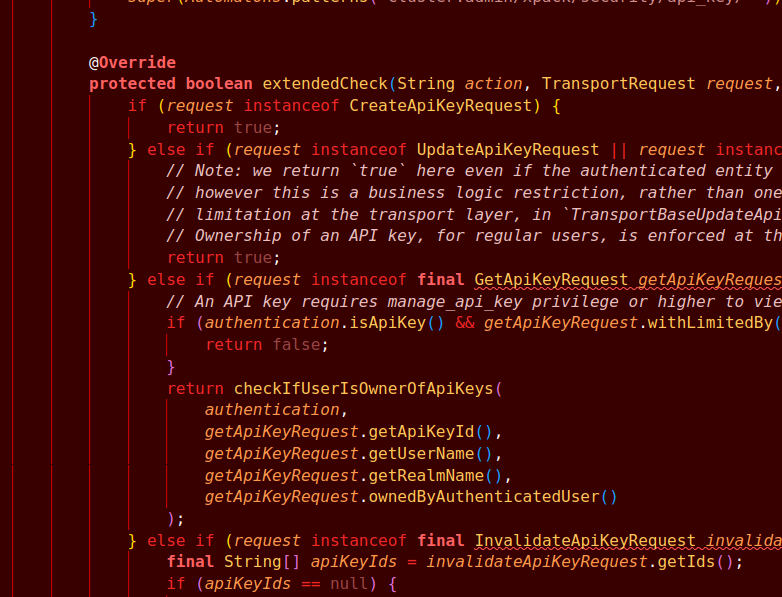 super(Automatons.patterns("cluster:admin/xpack/security/api_key/*"));
}
@Override
protected boolean extendedCheck(String action, TransportRequest request,
if (request instanceof CreateApiKeyRequest) {
return true;
} else if (request instanceof UpdateApiKeyRequest || request instanc
// Note: we return `true` here even if the authenticated entity
// however this is a business logic restriction, rather than one
// limitation at the transport layer, in `TransportBaseUpdateApi
// Ownership of an API key, for regular users, is enforced at th
return true;
} else if (request instanceof final GetApiKeyRequest getApiKeyReques
// An API key requires manage_api_key privilege or higher to vie
if (authentication.isApiKey() && getApiKeyRequest.withLimitedBy(
return false;
}
return checkIfUserIsOwnerOfApiKeys(
authentication,
getApiKeyRequest.getApiKeyId(),
getApiKeyRequest.getUserName(),
getApiKeyRequest.getRealmName(),
getApiKeyRequest.ownedByAuthenticatedUser()
);
} else if (request instanceof final InvalidateApiKeyRequest invalida
final String[] apiKeyIds = invalidateApiKeyRequest.getIds();
if (apiKeyIds == null) {